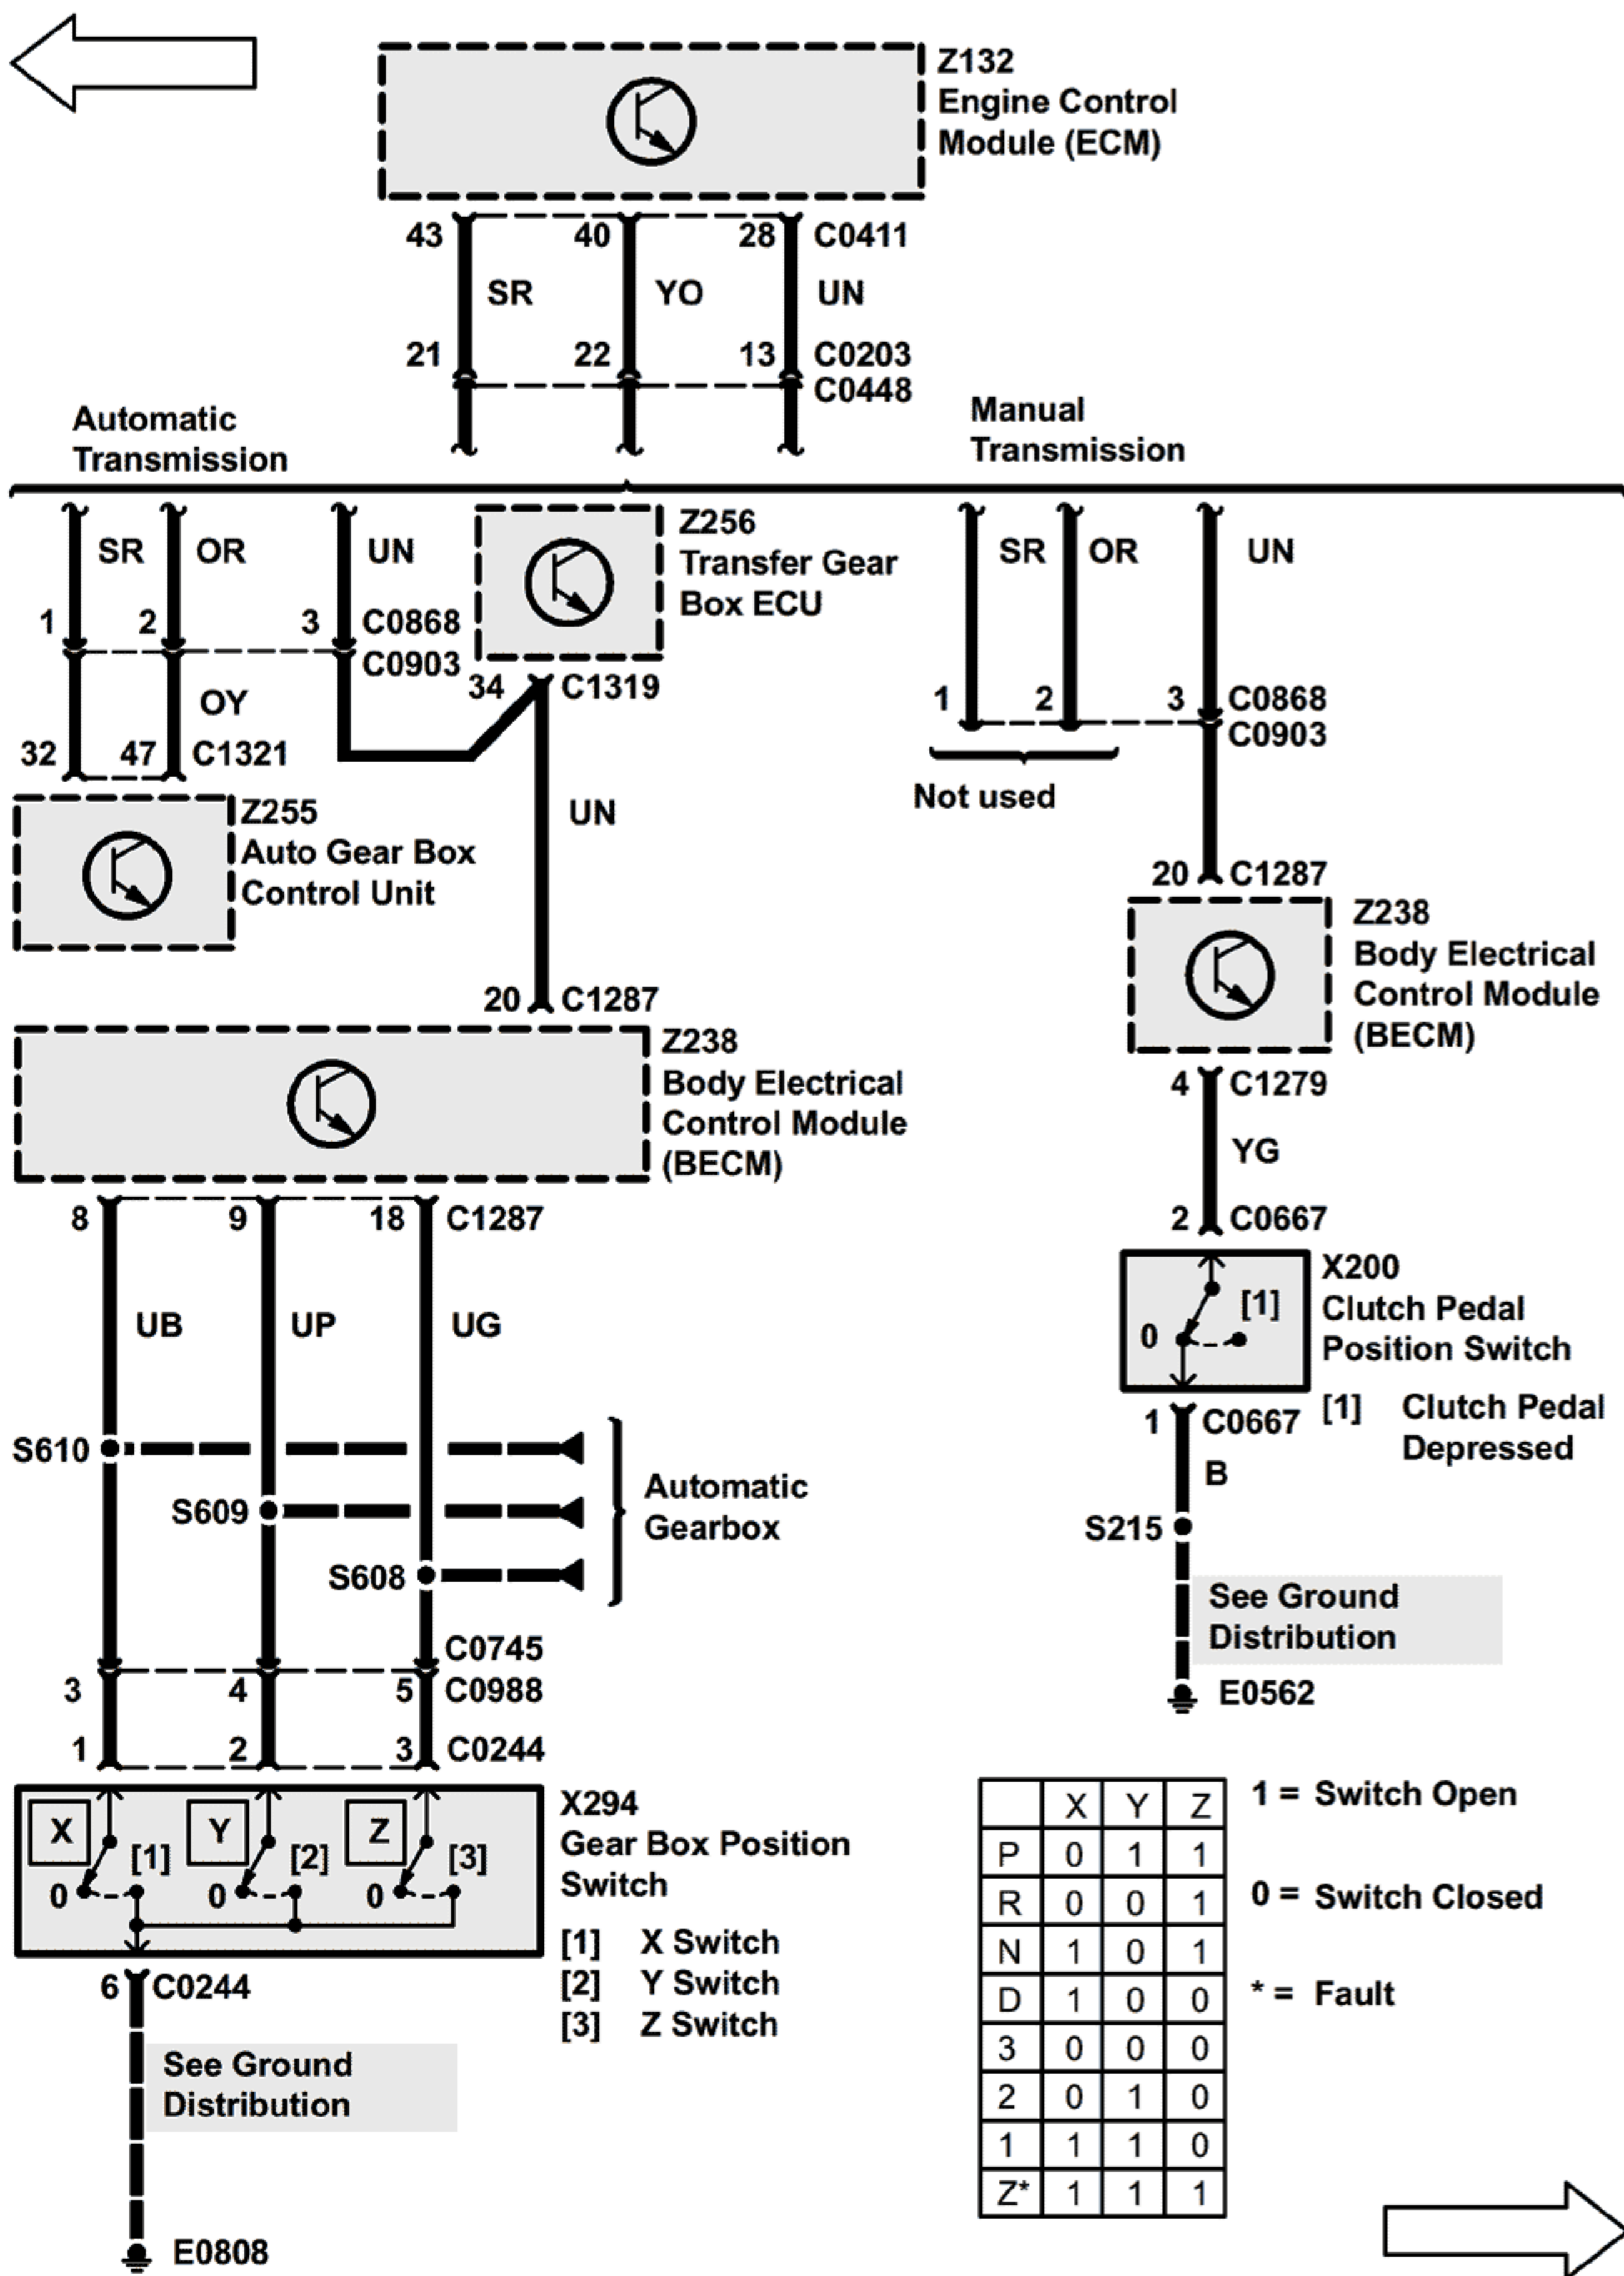 Z132
Engine Control
Module (ECM)
43 40 28 C0411
SR YO UN
21 22 13 C0203
C0448
Automatic
Transmission
Manual
Transmission
SR OR UN
Z256
Transfer Gear
Box ECU
1 2 3 C0868
C0903
34 C1319
OY
32 47 C1321
Z255
Auto Gear Box
Control Unit
UN
20 C1287
Z238
Body Electrical
Control Module
(BECM)
8 9 18 C1287
UB UP UG
S610
S609
S608
Automatic
Gearbox
C0745
3 4 5 C0988
1 2 3 C0244
X Y Z
[1] [2] [3]
0 0 0
X294
Gear Box Position
Switch
[1] X Switch
[2] Y Switch
[3] Z Switch
6 C0244
See Ground
Distribution
E0808
SR OR UN
1 2 3 C0868
C0903
Not used
20 C1287
Z238
Body Electrical
Control Module
(BECM)
4 C1279
YG
2 C0667
[1]
0
X200
Clutch Pedal
Position Switch
[1] Clutch Pedal
Depressed
1 C0667
B
S215
See Ground
Distribution
E0562
X Y Z
P 0 1 1
R 0 0 1
N 1 0 1
D 1 0 0
3 0 0 0
2 0 1 0
1 1 1 0
Z* 1 1 1
1 = Switch Open
0 = Switch Closed
* = Fault